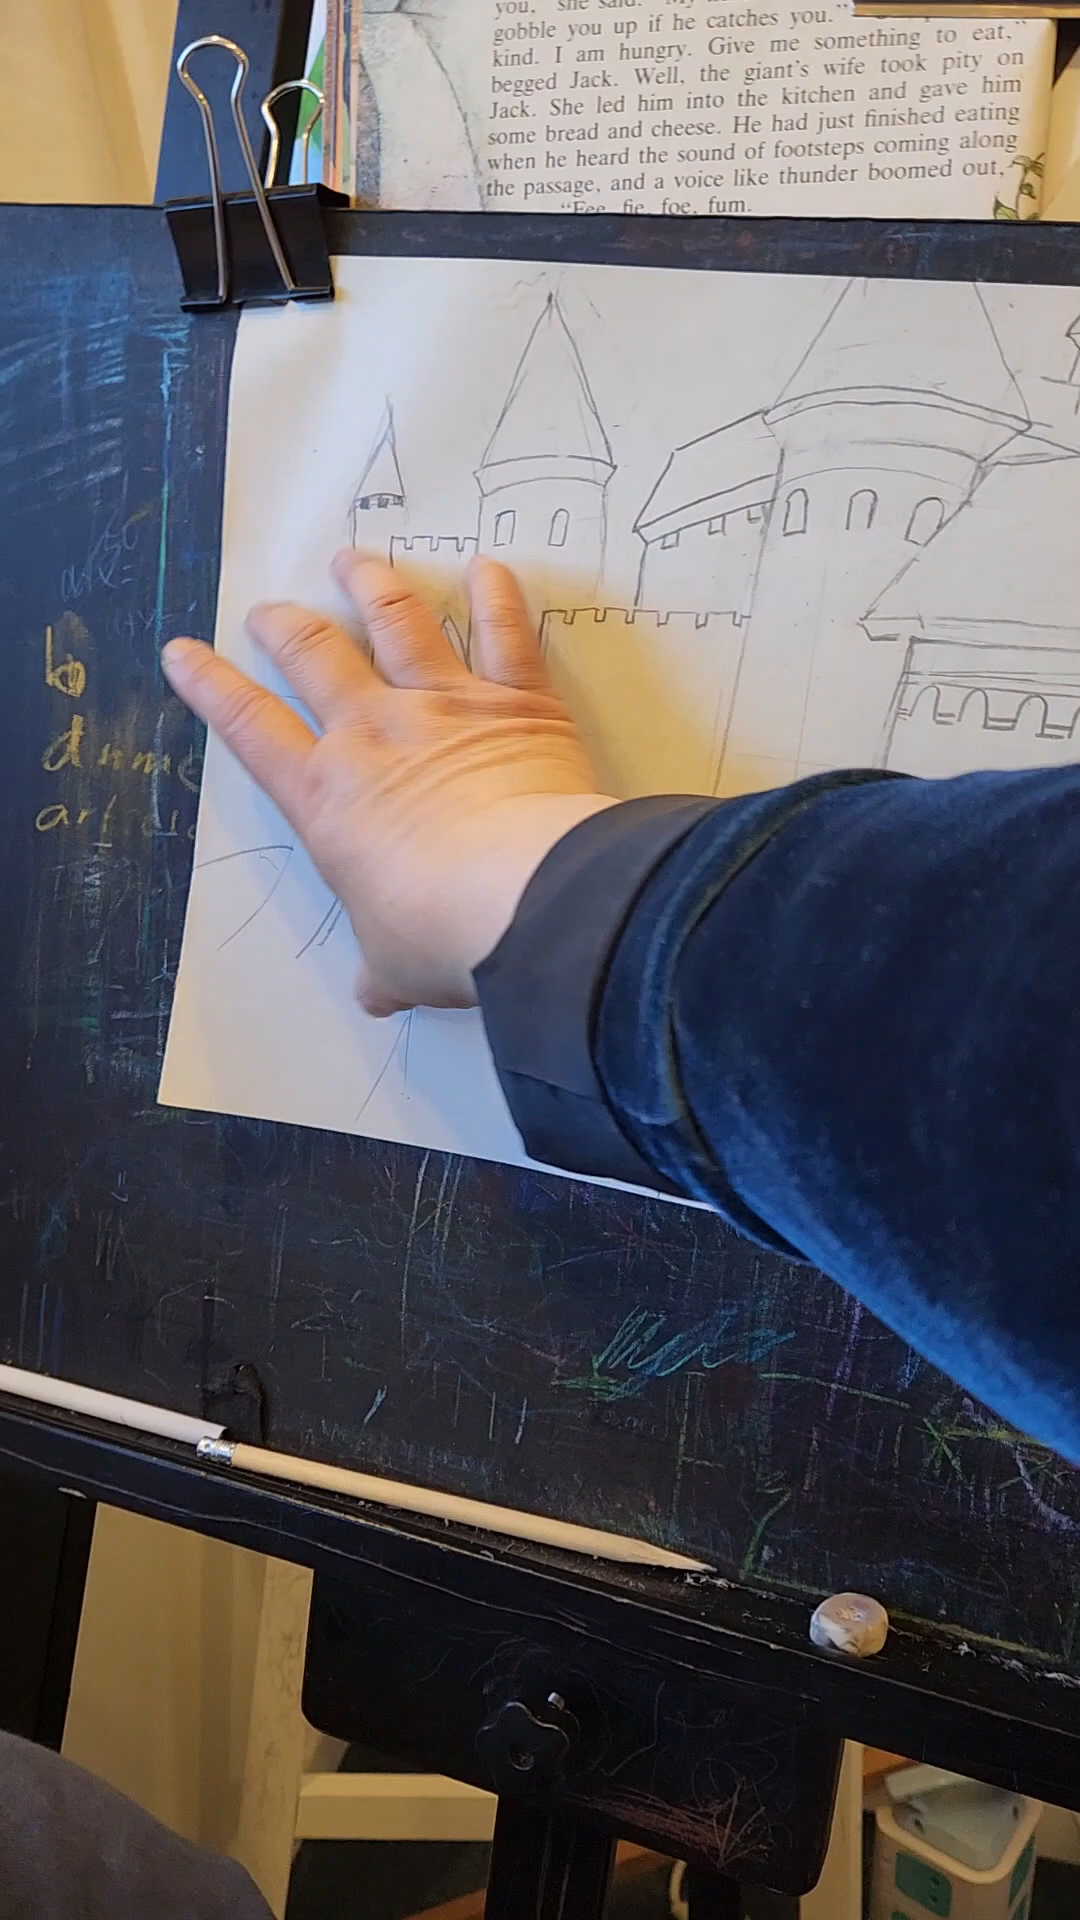 you," she said.
gobble you up if he catches you."
kind. I am hungry. Give me something to eat,"
begged Jack. Well, the giant's wife took pity on
Jack. She led him into the kitchen and gave him
some bread and cheese. He had just finished eating
when he heard the sound of footsteps coming along
the passage, and a voice like thunder boomed out,
"Fee, fie, foe, fum.
b